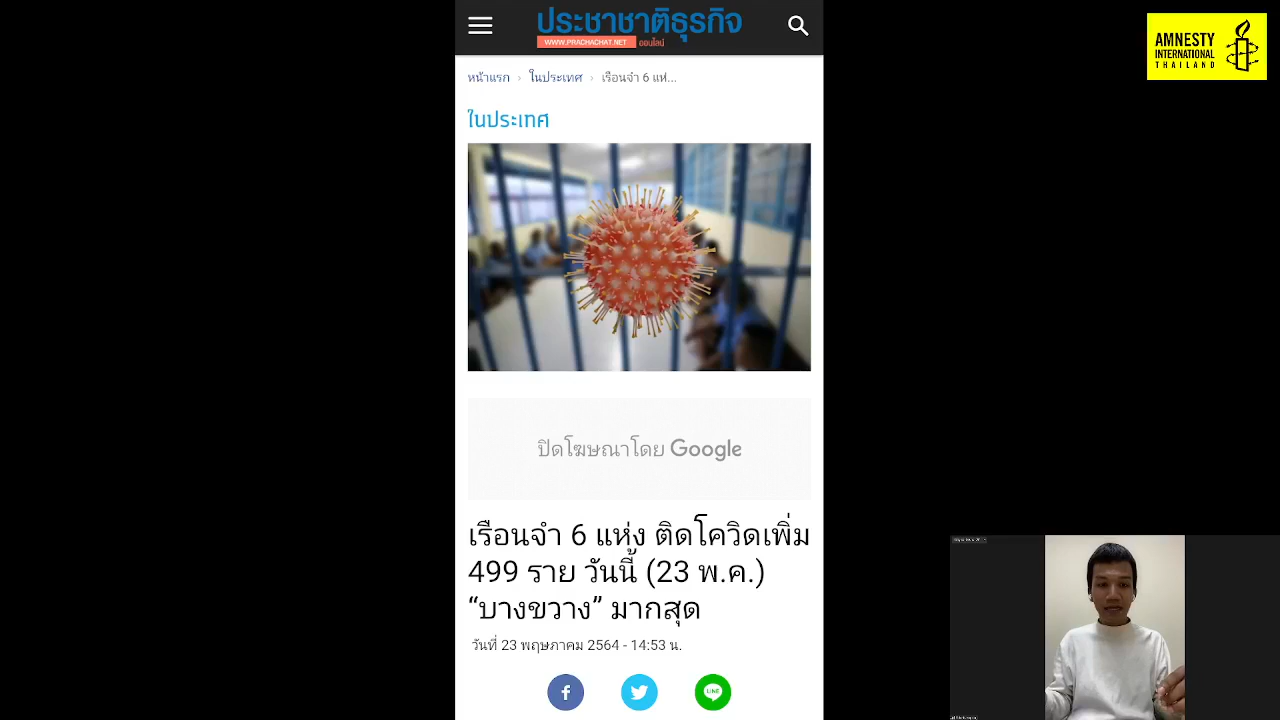 ประชาชาติธุรกิจ
WWW.PRACHACHAT.NET ออนไลน์
AMNESTY
INTERNATIONAL
THAILAND
หน้าแรก › ในประเทศ › เรือนจำ 6 แห่...
ในประเทศ
ปิดโฆษณาโดย Google
เรือนจำ 6 แห่ง ติดโควิดเพิ่ม
499 ราย วันนี้ (23 พ.ค.)
“บางขวาง” มากสุด
วันที่ 23 พฤษภาคม 2564 - 14:53 น.
LINE